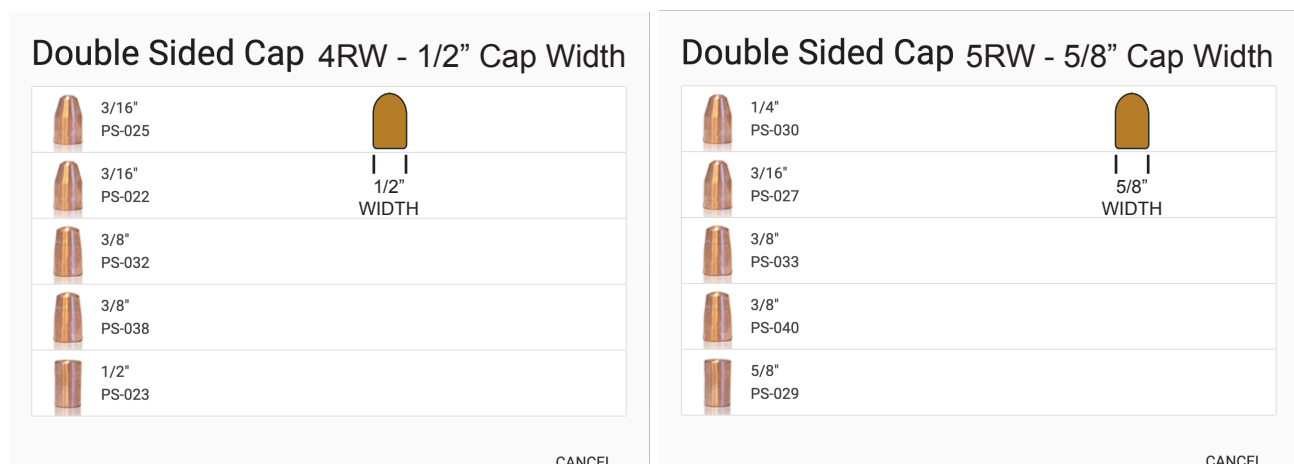 Double Sided Cap 4RW - 1/2” Cap Width
3/16"
PS-025
3/16"
PS-022
1/2”
WIDTH
3/8"
PS-032
3/8"
PS-038
1/2"
PS-023
CANCEL
Double Sided Cap 5RW - 5/8” Cap Width
1/4"
PS-030
3/16"
PS-027
5/8”
WIDTH
3/8"
PS-033
3/8"
PS-040
5/8"
PS-029
CANCEL